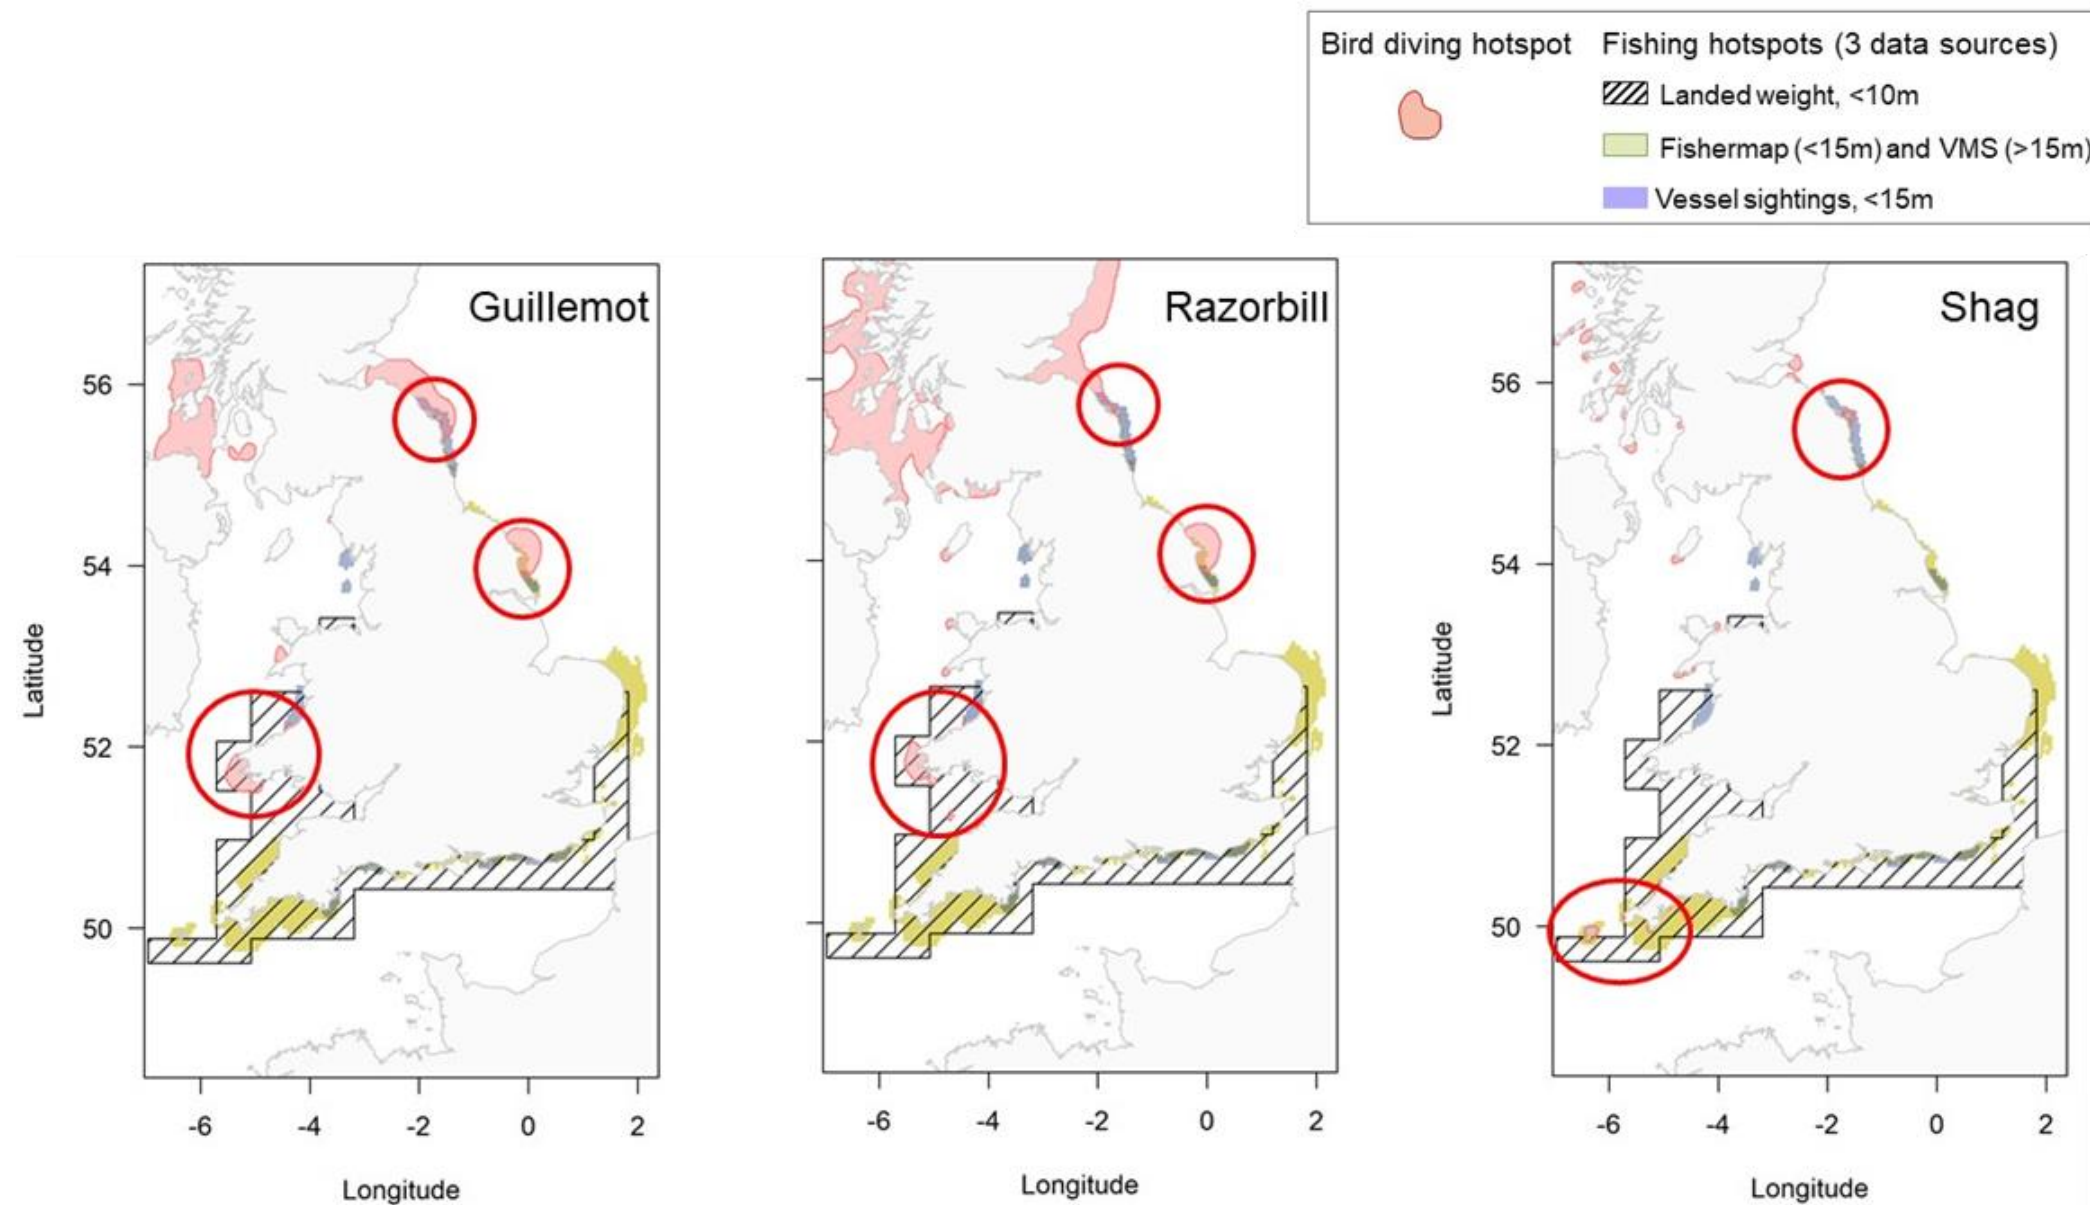 Bird diving hotspot
Fishing hotspots (3 data sources)
Landed weight, <10m
Fishermap (<15m) and VMS (>15m)
Vessel sightings, <15m
Guillemot
56
54
52
50
Latitude
-6 -4 -2 0 2
Longitude
Razorbill
-6 -4 -2 0 2
Longitude
Shag
56
54
52
50
Latitude
-6 -4 -2 0 2
Longitude